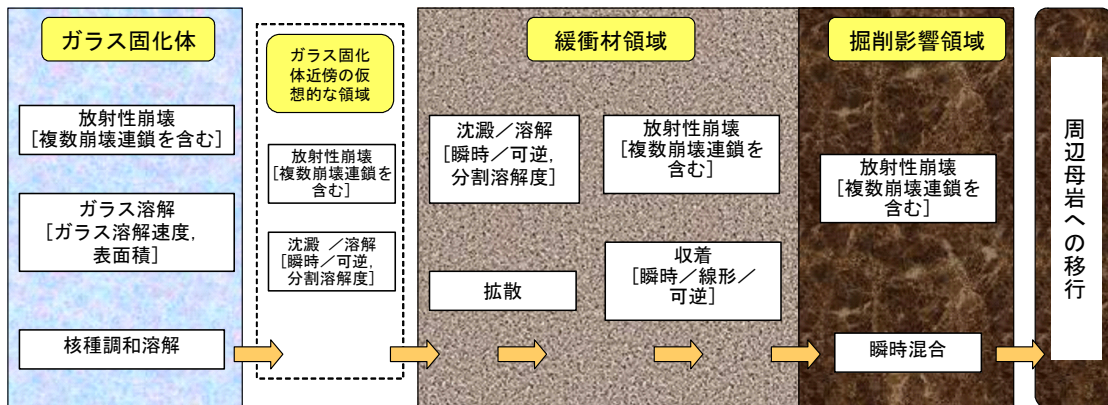 ガラス固化体
放射性崩壊
[複数崩壊連鎖を含む]
ガラス溶解
[ガラス溶解速度,
表面積]
核種調和溶解
ガラス固化
体近傍の仮
想的な領域
放射性崩壊
[複数崩壊連鎖を
含む]
沈澱 ／溶解
[瞬時／可逆,
分割溶解度]
緩衝材領域
沈澱／溶解
[瞬時／可逆,
分割溶解度]
拡散
放射性崩壊
[複数崩壊連鎖を
含む]
収着
[瞬時／線形／
可逆]
掘削影響領域
放射性崩壊
[複数崩壊連鎖を
含む]
瞬時混合
周辺母岩への移行